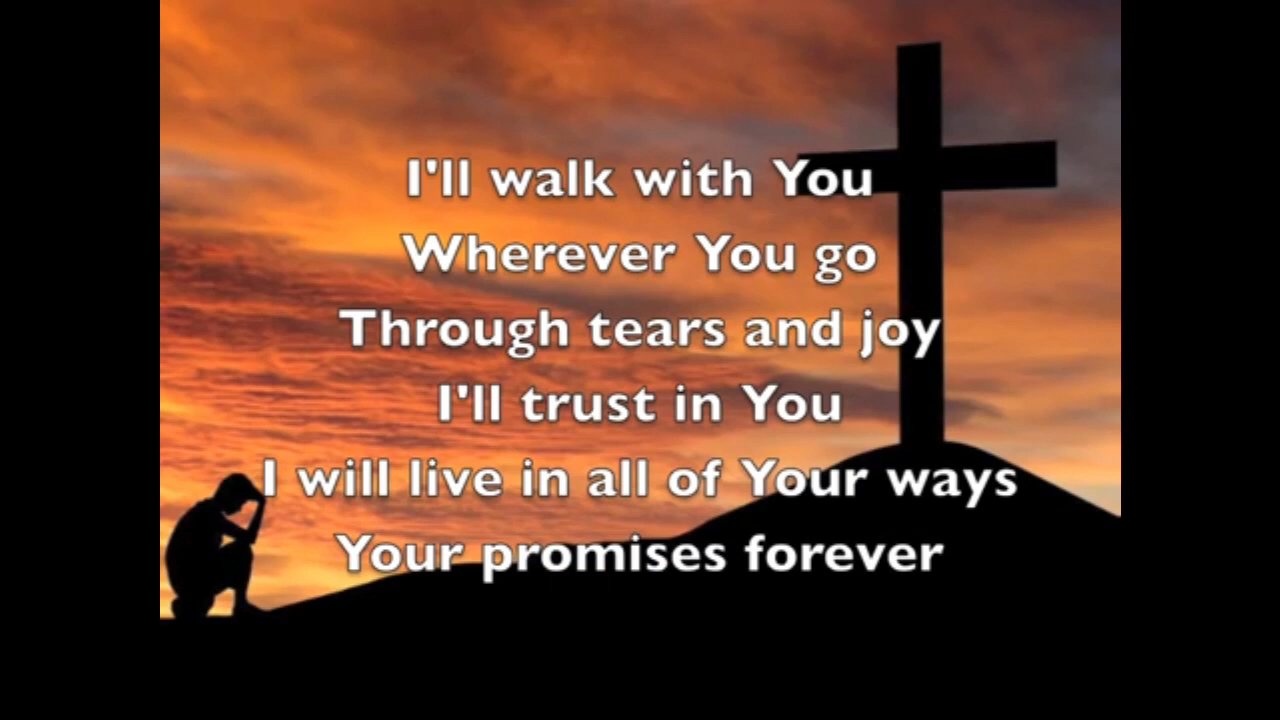 I'll walk with You
Wherever You go
Through tears and joy
I'll trust in You
I will live in all of Your ways
Your promises forever